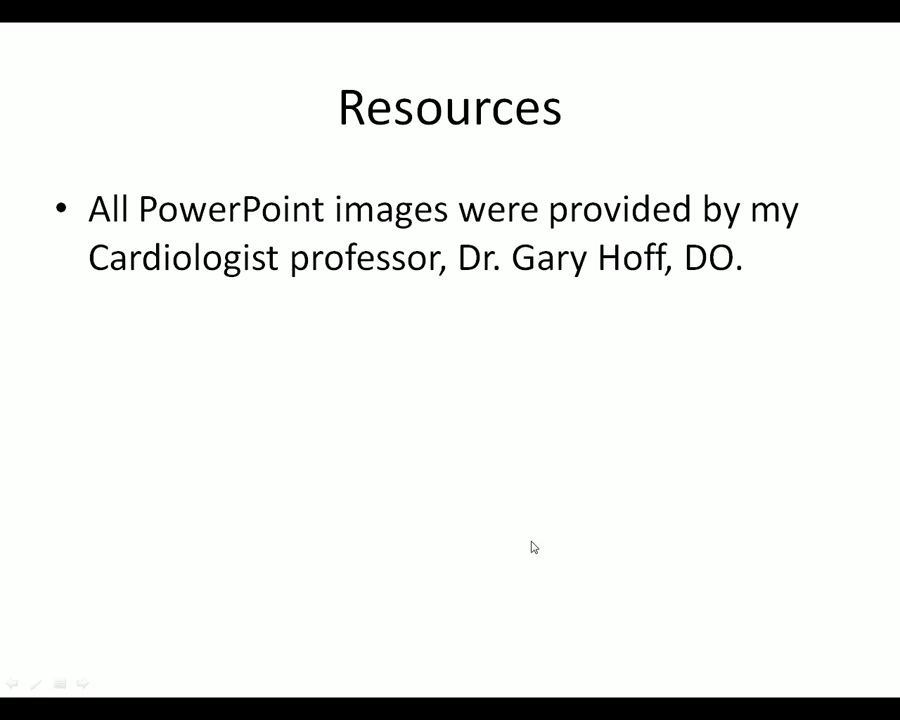 Resources
• All PowerPoint images were provided by my
Cardiologist professor, Dr. Gary Hoff, DO.